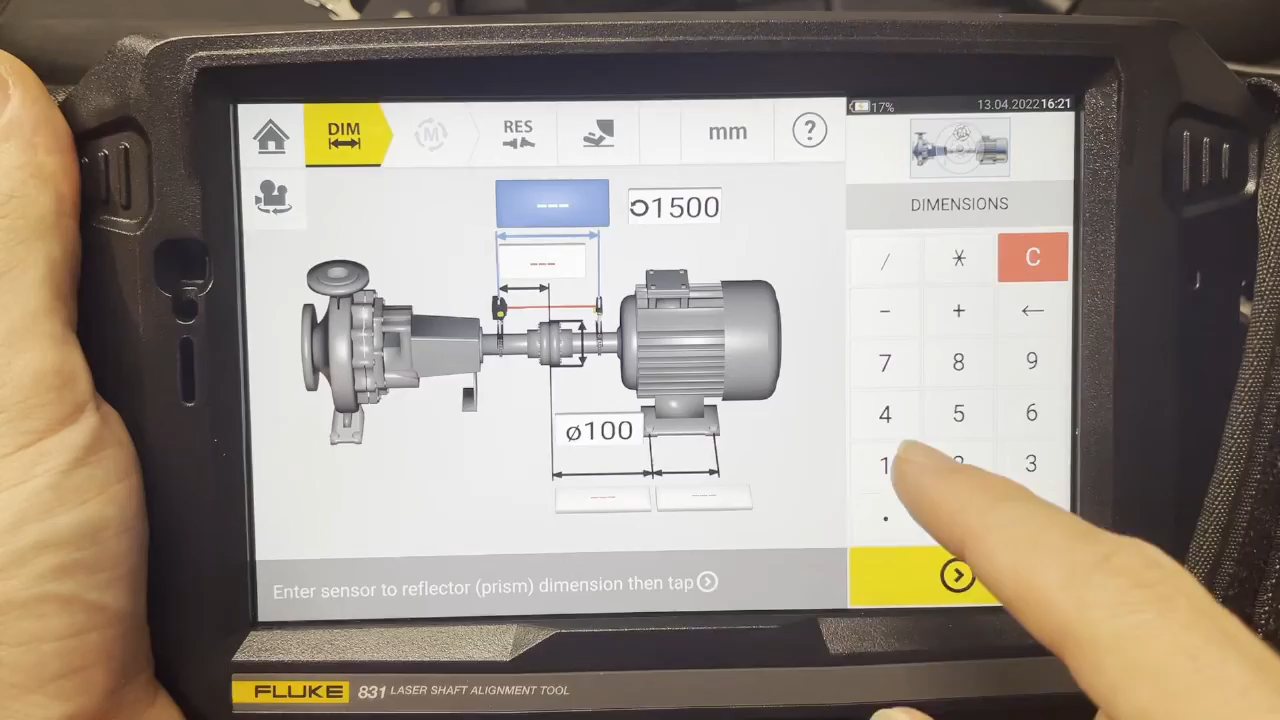 17% 13.04.2022 16:21
DIM
M
RES
mm
?
---
1500
DIMENSIONS
---
/ * C
- + ←
7 8 9
4 5 6
ø100
1 3
.
---
---
Enter sensor to reflector (prism) dimension then tap
FLUKE 831 LASER SHAFT ALIGNMENT TOOL